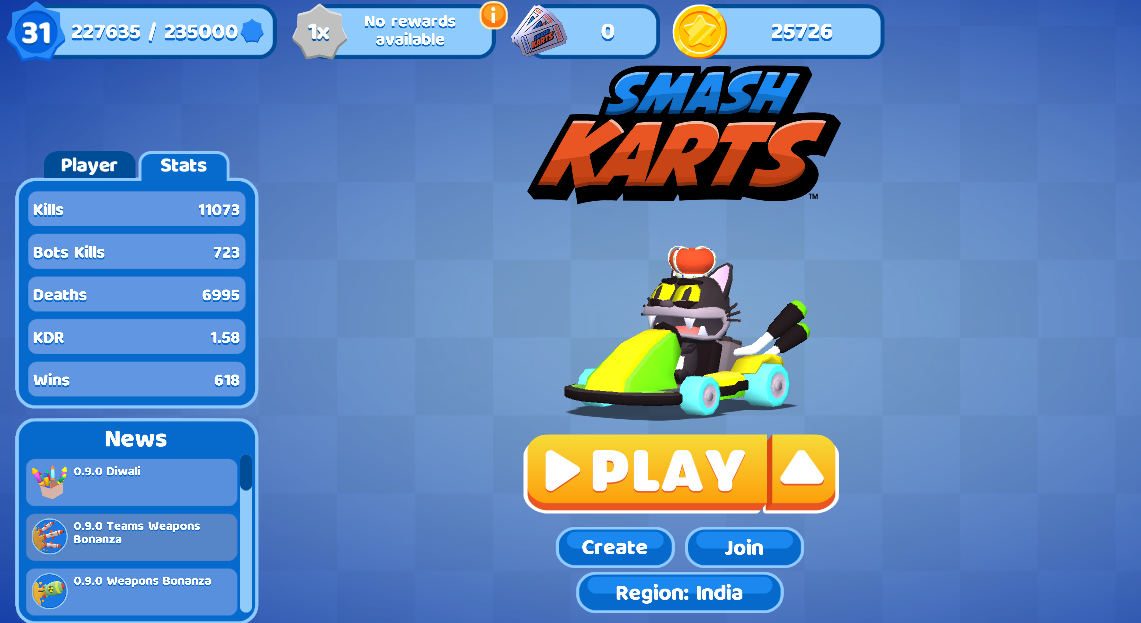 31
227635 / 235000
1x
No rewards
available
i
KARTS
0
25726
SMASH
KARTS
TM
Player
Stats
Kills 11073
Bots Kills 723
Deaths 6995
KDR 1.58
Wins 618
News
0.9.0 Diwali
0.9.0 Teams Weapons
Bonanza
0.9.0 Weapons Bonanza
PLAY
Create
Join
Region: India